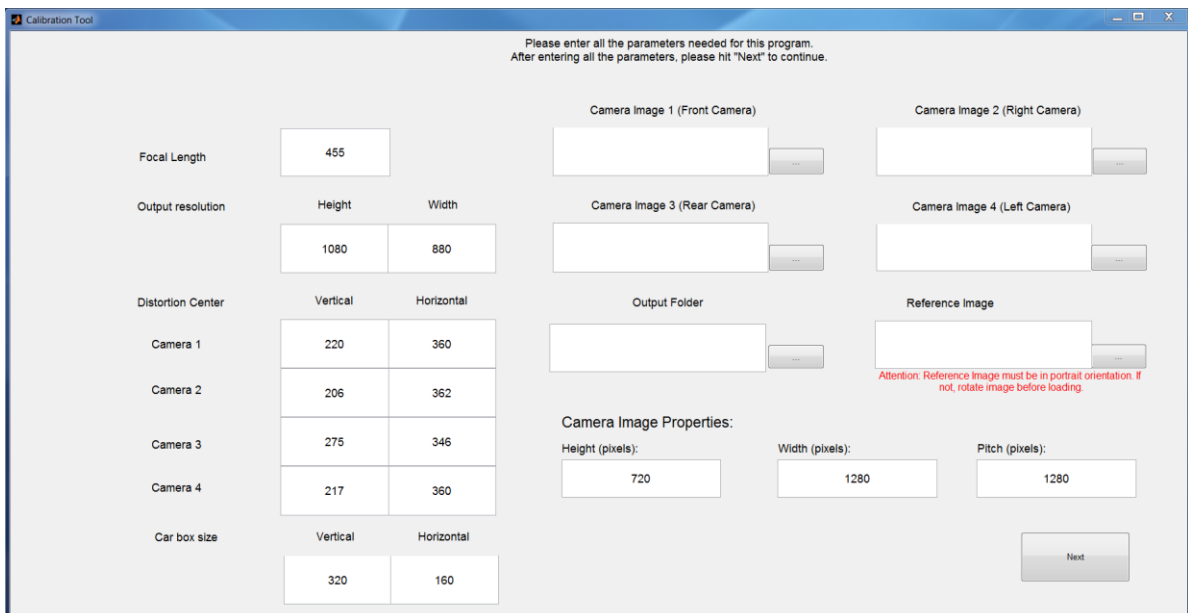 Calibration Tool
Please enter all the parameters needed for this program.
After entering all the parameters, please hit "Next" to continue.
Camera Image 1 (Front Camera)
Camera Image 2 (Right Camera)
Focal Length
455
...
...
Output resolution
Height
Width
Camera Image 3 (Rear Camera)
Camera Image 4 (Left Camera)
1080
880
...
...
Distortion Center
Vertical
Horizontal
Output Folder
Reference Image
Camera 1
220
360
...
...
Attention: Reference Image must be in portrait orientation. If
not, rotate image before loading.
Camera 2
206
362
Camera Image Properties:
Camera 3
275
346
Height (pixels):
Width (pixels):
Pitch (pixels):
720
1280
1280
Camera 4
217
360
Car box size
Vertical
Horizontal
320
160
Next